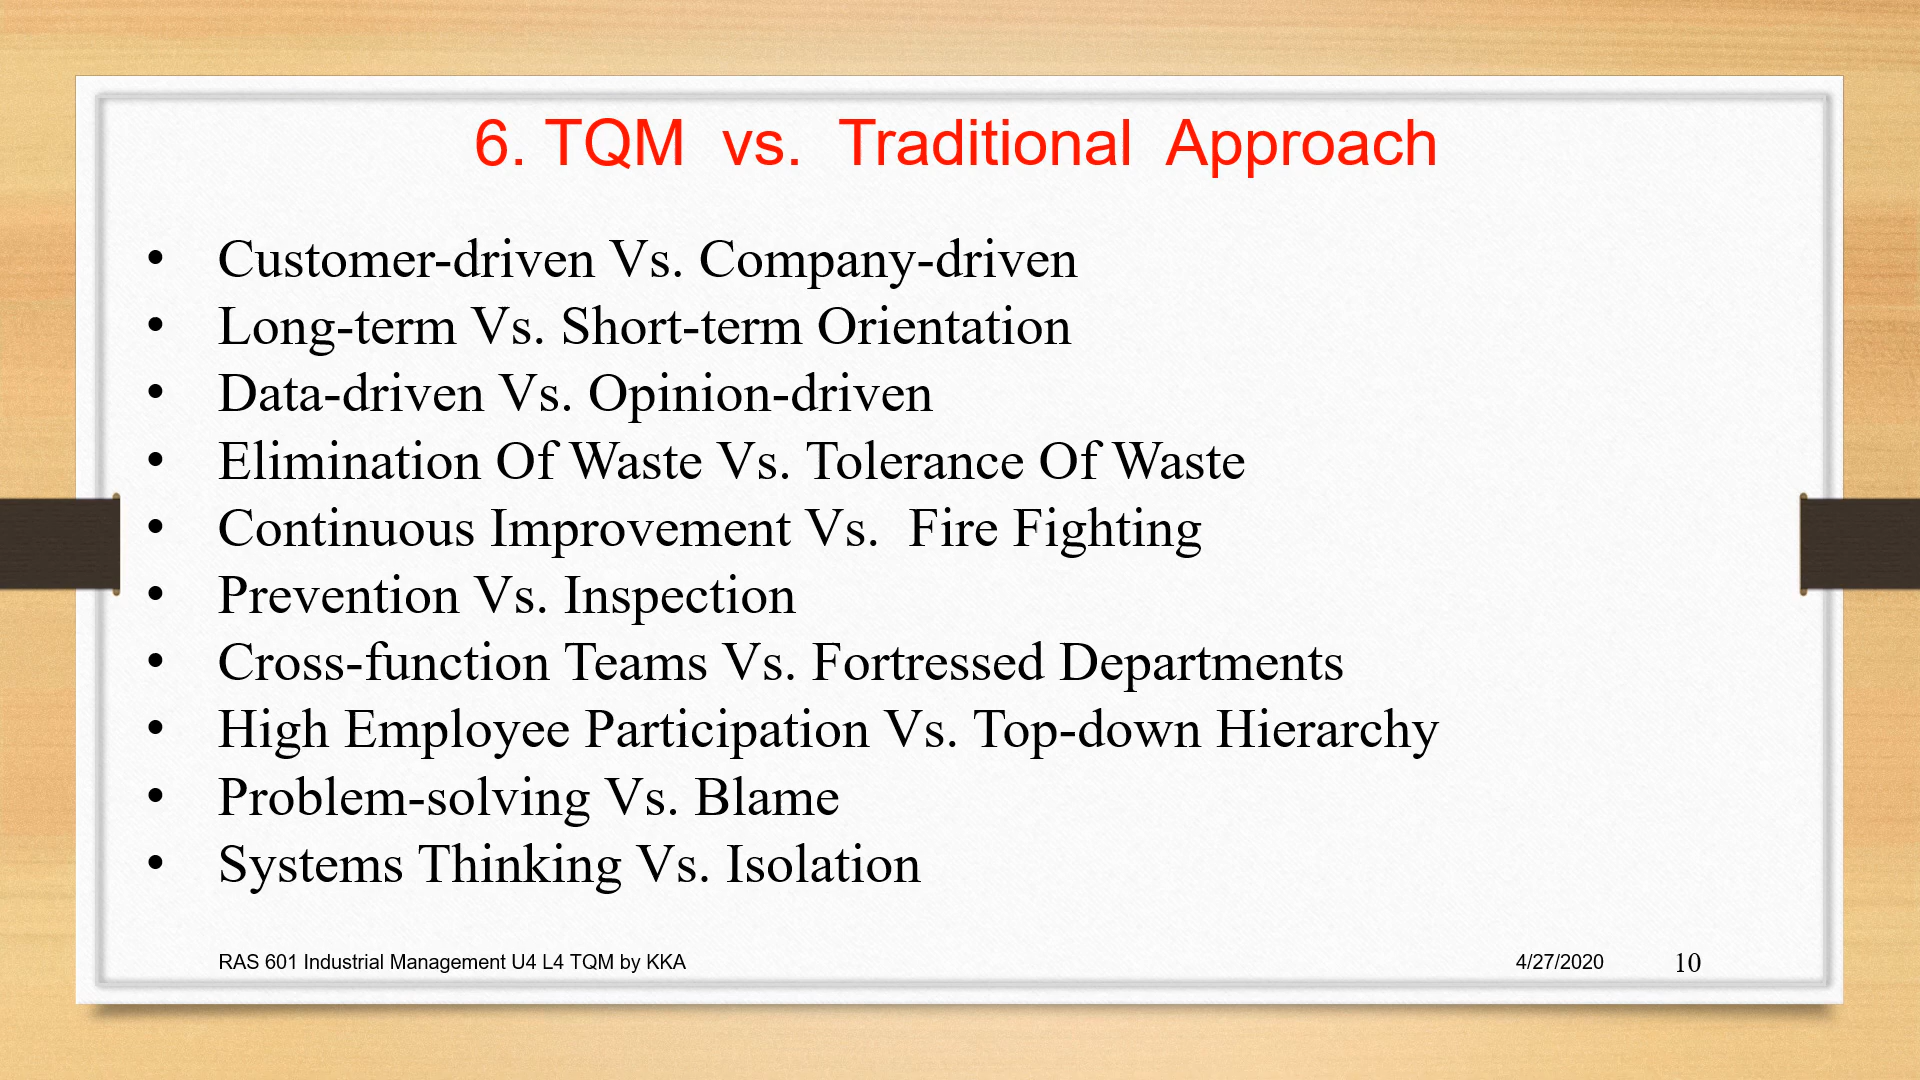 6. TQM vs. Traditional Approach
• Customer-driven Vs. Company-driven
• Long-term Vs. Short-term Orientation
• Data-driven Vs. Opinion-driven
• Elimination Of Waste Vs. Tolerance Of Waste
• Continuous Improvement Vs. Fire Fighting
• Prevention Vs. Inspection
• Cross-function Teams Vs. Fortressed Departments
• High Employee Participation Vs. Top-down Hierarchy
• Problem-solving Vs. Blame
• Systems Thinking Vs. Isolation
RAS 601 Industrial Management U4 L4 TQM by KKA 4/27/2020 10